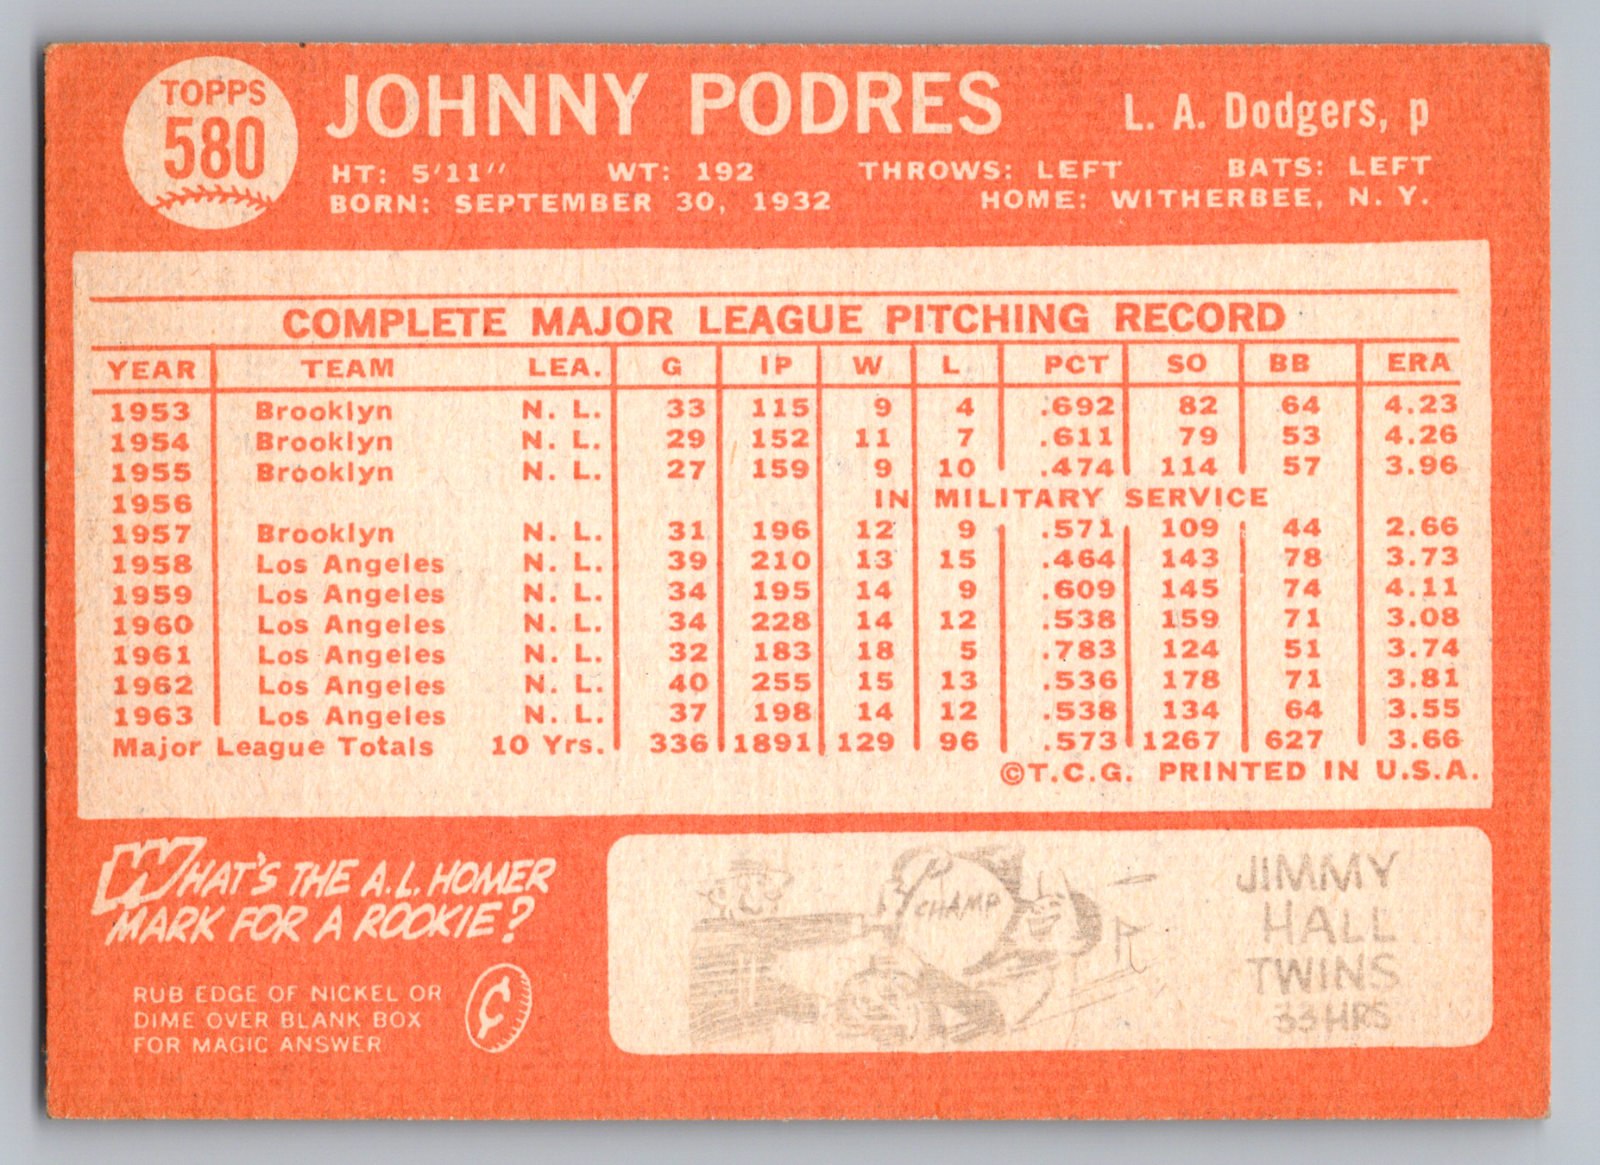 TOPPS
580
JOHNNY PODRES
L. A. Dodgers, p
HT: 5'11" WT: 192 THROWS: LEFT BATS: LEFT
BORN: SEPTEMBER 30, 1932 HOME: WITHERBEE, N. Y.
COMPLETE MAJOR LEAGUE PITCHING RECORD
YEAR TEAM LEA. G IP W L PCT SO BB ERA
1953 Brooklyn N. L. 33 115 9 4 .692 82 64 4.23
1954 Brooklyn N. L. 29 152 11 7 .611 79 53 4.26
1955 Brooklyn N. L. 27 159 9 10 .474 114 57 3.96
1956 IN MILITARY SERVICE
1957 Brooklyn N. L. 31 196 12 9 .571 109 44 2.66
1958 Los Angeles N. L. 39 210 13 15 .464 143 78 3.73
1959 Los Angeles N. L. 34 195 14 9 .609 145 74 4.11
1960 Los Angeles N. L. 34 228 14 12 .538 159 71 3.08
1961 Los Angeles N. L. 32 183 18 5 .783 124 51 3.74
1962 Los Angeles N. L. 40 255 15 13 .536 178 71 3.81
1963 Los Angeles N. L. 37 198 14 12 .538 134 64 3.55
Major League Totals 10 Yrs. 336 1891 129 96 .573 1267 627 3.66
©T.C.G. PRINTED IN U.S.A.
WHAT'S THE A.L. HOMER
MARK FOR A ROOKIE?
RUB EDGE OF NICKEL OR
DIME OVER BLANK BOX
FOR MAGIC ANSWER
¢
CHAMP
JIMMY
HALL
TWINS
33 HRS